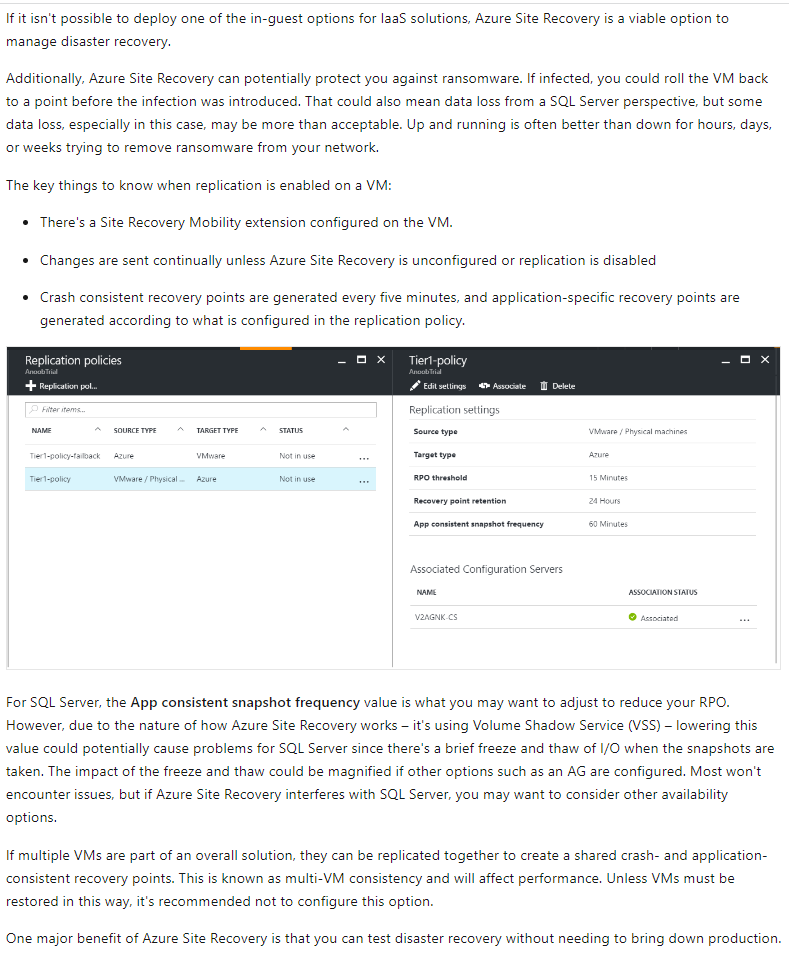 If it isn't possible to deploy one of the in-guest options for IaaS solutions, Azure Site Recovery is a viable option to
manage disaster recovery.
Additionally, Azure Site Recovery can potentially protect you against ransomware. If infected, you could roll the VM back
to a point before the infection was introduced. That could also mean data loss from a SQL Server perspective, but some
data loss, especially in this case, may be more than acceptable. Up and running is often better than down for hours, days,
or weeks trying to remove ransomware from your network.
The key things to know when replication is enabled on a VM:
• There's a Site Recovery Mobility extension configured on the VM.
• Changes are sent continually unless Azure Site Recovery is unconfigured or replication is disabled
• Crash consistent recovery points are generated every five minutes, and application-specific recovery points are
generated according to what is configured in the replication policy.
Replication policies
AnoobTrial
Replication pol...
Filter items...
NAME SOURCE TYPE TARGET TYPE STATUS
Tier1-policy-failback Azure VMware Not in use ...
Tier1-policy VMware / Physical ... Azure Not in use ...
Tier1-policy
AnoobTrial
Edit settings Associate Delete
Replication settings
Source type VMware / Physical machines
Target type Azure
RPO threshold 15 Minutes
Recovery point retention 24 Hours
App consistent snapshot frequency 60 Minutes
Associated Configuration Servers
NAME ASSOCIATION STATUS
V2AGNK-CS Associated ...
For SQL Server, the App consistent snapshot frequency value is what you may want to adjust to reduce your RPO.
However, due to the nature of how Azure Site Recovery works – it's using Volume Shadow Service (VSS) – lowering this
value could potentially cause problems for SQL Server since there's a brief freeze and thaw of I/O when the snapshots are
taken. The impact of the freeze and thaw could be magnified if other options such as an AG are configured. Most won't
encounter issues, but if Azure Site Recovery interferes with SQL Server, you may want to consider other availability
options.
If multiple VMs are part of an overall solution, they can be replicated together to create a shared crash- and application-
consistent recovery points. This is known as multi-VM consistency and will affect performance. Unless VMs must be
restored in this way, it's recommended not to configure this option.
One major benefit of Azure Site Recovery is that you can test disaster recovery without needing to bring down production.